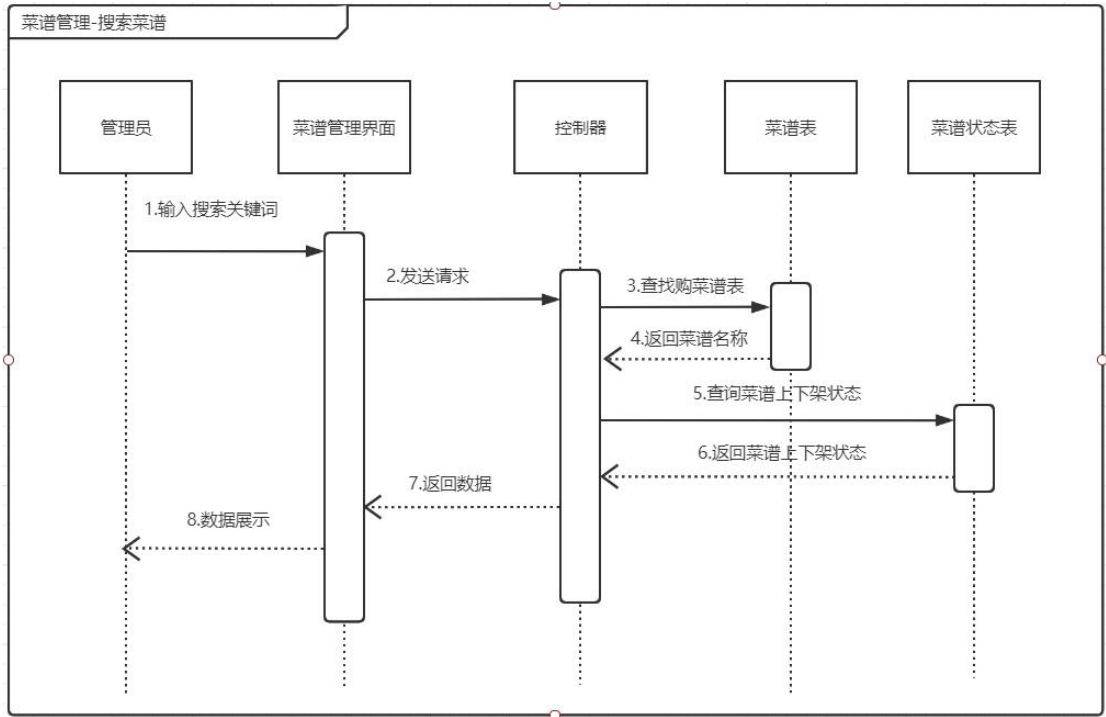 菜谱管理-搜索菜谱
管理员
菜谱管理界面
控制器
菜谱表
菜谱状态表
1.输入搜索关键词
2.发送请求
3.查找购菜谱表
4.返回菜谱名称
5.查询菜谱上下架状态
6.返回菜谱上下架状态
7.返回数据
8.数据展示